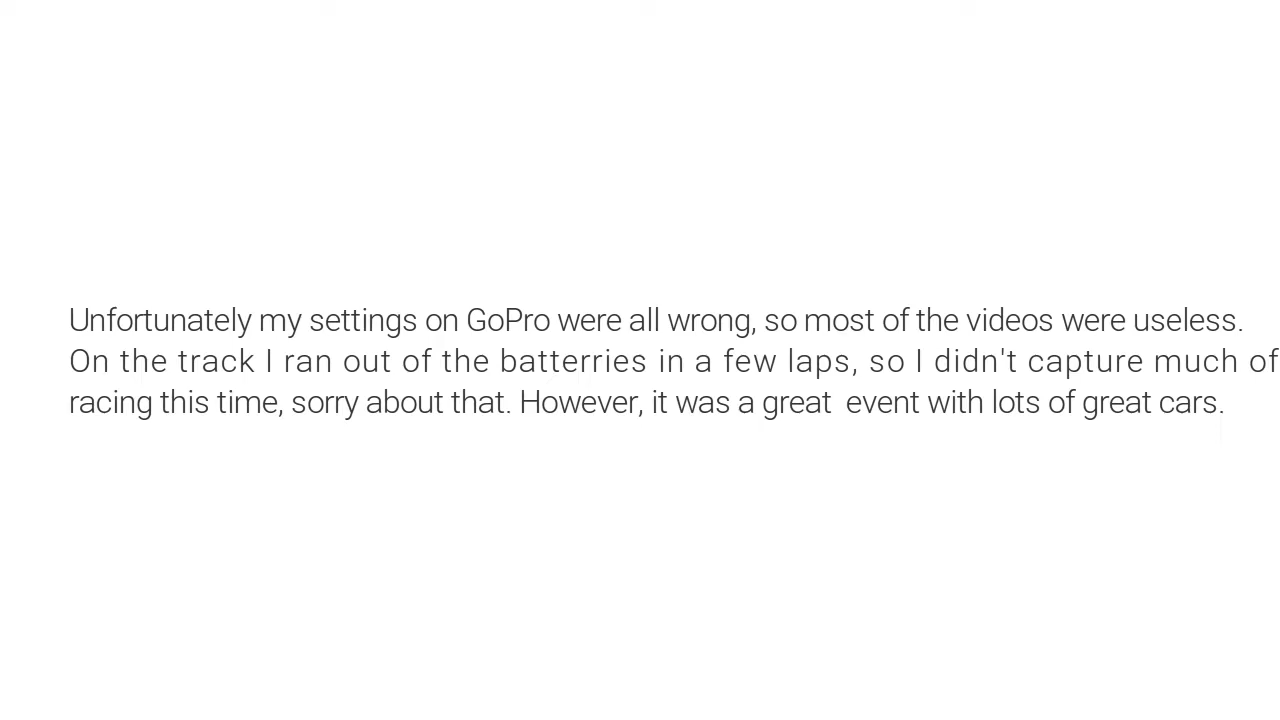 Unfortunately my settings on GoPro were all wrong, so most of the videos were useless.
On the track I ran out of the batterries in a few laps, so I didn't capture much of
racing this time, sorry about that. However, it was a great  event with lots of great cars.